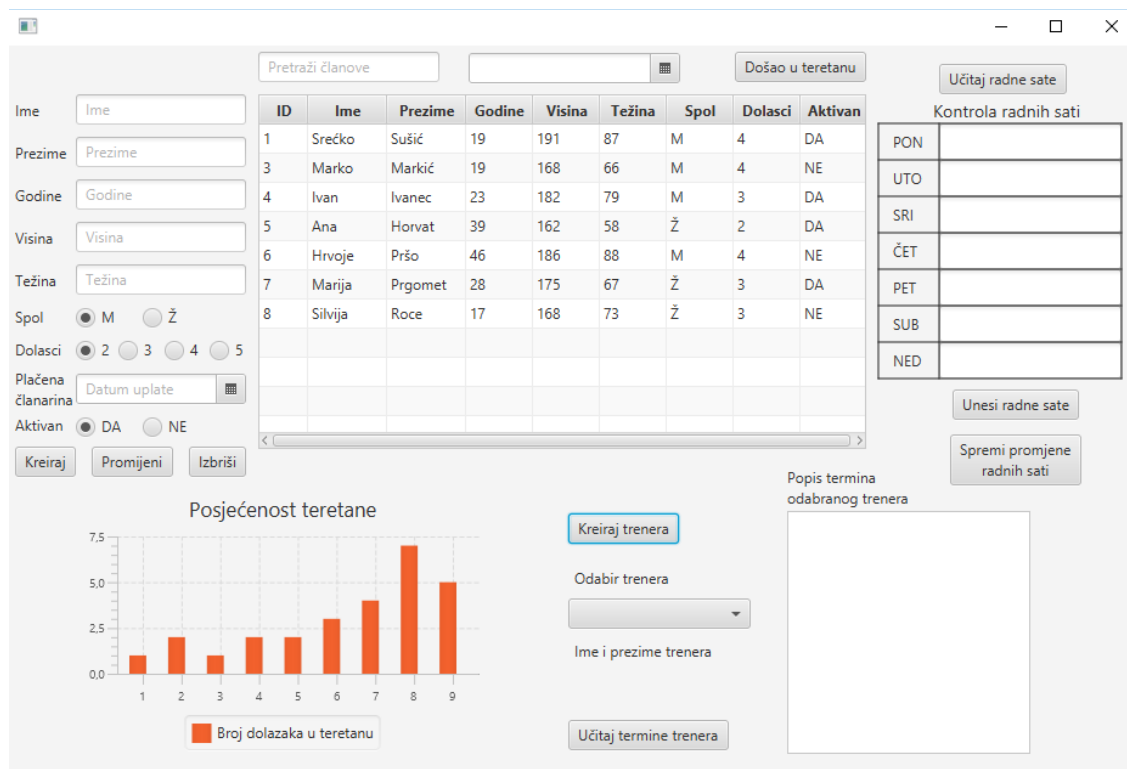 Pretraži članove
Došao u teretanu
Učitaj radne sate
Ime Ime
Prezime Prezime
Godine Godine
Visina Visina
Težina Težina
Spol M Ž
Dolasci 2 3 4 5
Plačena
članarina Datum uplate
Aktivan DA NE
Kreiraj Promijeni Izbriši
ID Ime Prezime Godine Visina Težina Spol Dolasci Aktivan
1 Srećko Sušić 19 191 87 M 4 DA
3 Marko Markić 19 168 66 M 4 NE
4 Ivan Ivanec 23 182 79 M 3 DA
5 Ana Horvat 39 162 58 Ž 2 DA
6 Hrvoje Pršo 46 186 88 M 4 NE
7 Marija Prgomet 28 175 67 Ž 3 DA
8 Silvija Roce 17 168 73 Ž 3 NE
Kontrola radnih sati
PON
UTO
SRI
ČET
PET
SUB
NED
Unesi radne sate
Spremi promjene
radnih sati
Posjećenost teretane
7,5
5,0
2,5
0,0
1 2 3 4 5 6 7 8 9
Broj dolazaka u teretanu
Kreiraj trenera
Odabir trenera
Ime i prezime trenera
Učitaj termine trenera
Popis termina
odabranog trenera